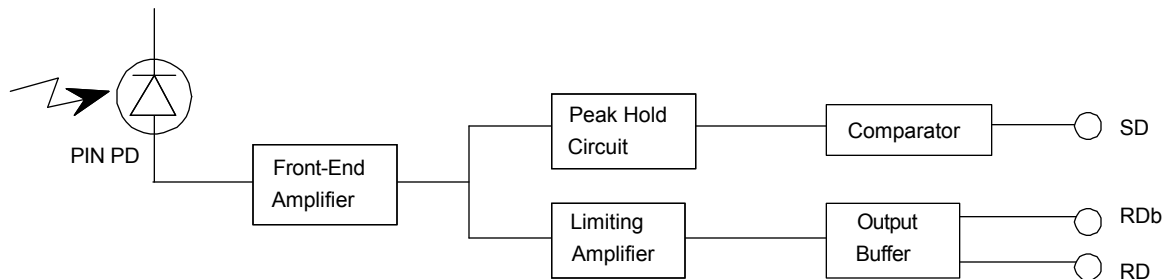 PIN PD
Front-End
Amplifier
Peak Hold
Circuit
Comparator
SD
Limiting
Amplifier
Output
Buffer
RDb
RD